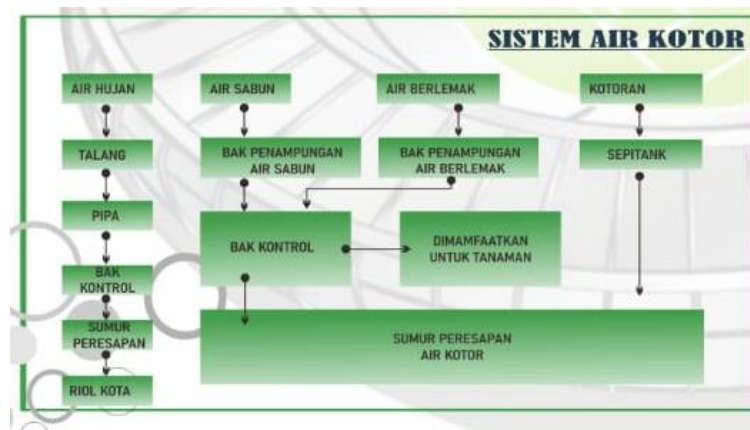 SISTEM AIR KOTOR
AIR HUJAN
AIR SABUN
AIR BERLEMAK
KOTORAN
TALANG
BAK PENAMPUNGAN
AIR SABUN
BAK PENAMPUNGAN
AIR BERLEMAK
SEPITANK
PIPA
BAK KONTROL
DIMAMFAATKAN
UNTUK TANAMAN
BAK
KONTROL
SUMUR
PERESAPAN
SUMUR PERESAPAN
AIR KOTOR
RIOL KOTA